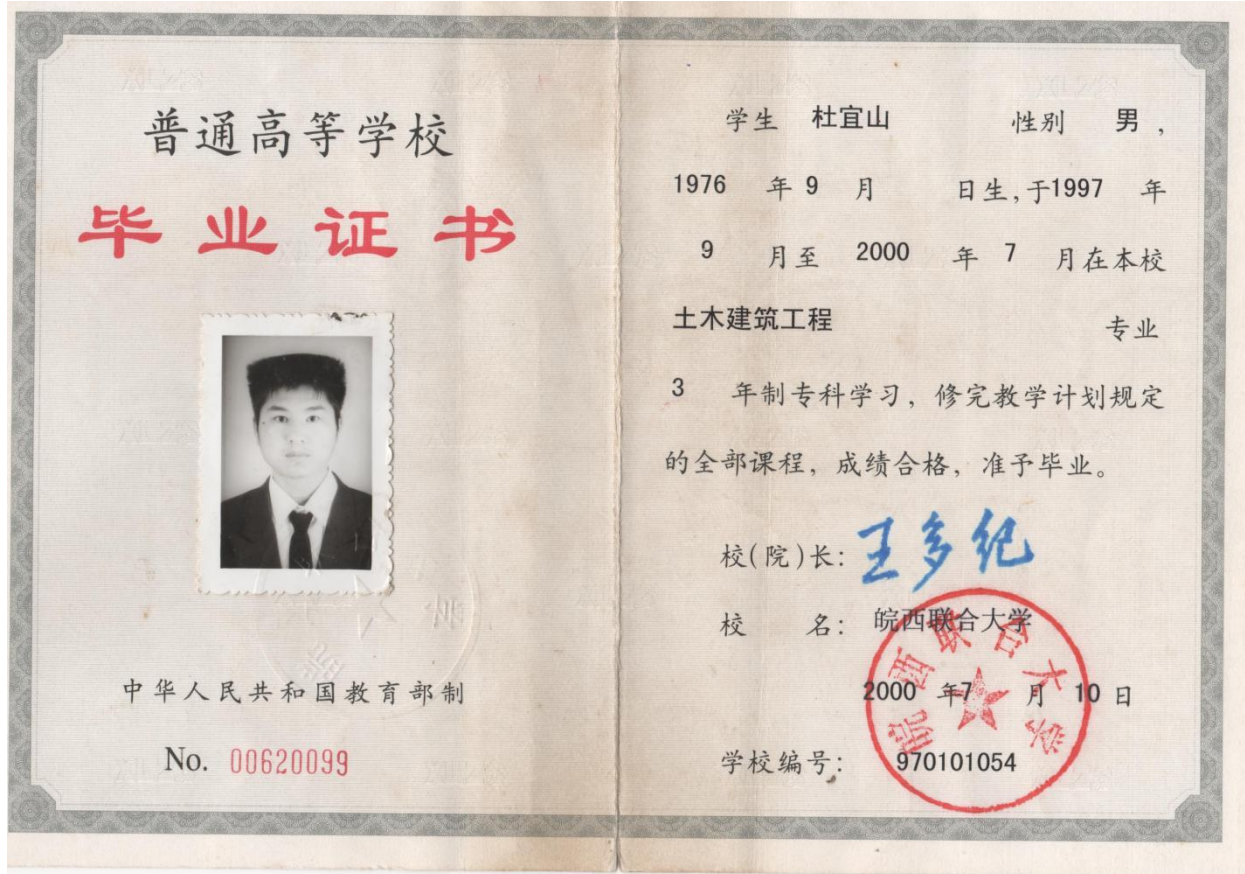 普通高等学校
毕业证书
中华人民共和国教育部制
No. 00620099
学生 杜宜山 性别 男,
1976 年 9 月 日生,于1997 年
9 月至 2000 年 7 月在本校
土木建筑工程 专业
3 年制专科学习,修完教学计划规定
的全部课程,成绩合格,准予毕业。
校(院)长: 王多纪
校 名: 皖西联合大学
皖西联合大学
2000 年7 月 10 日
学校编号: 970101054